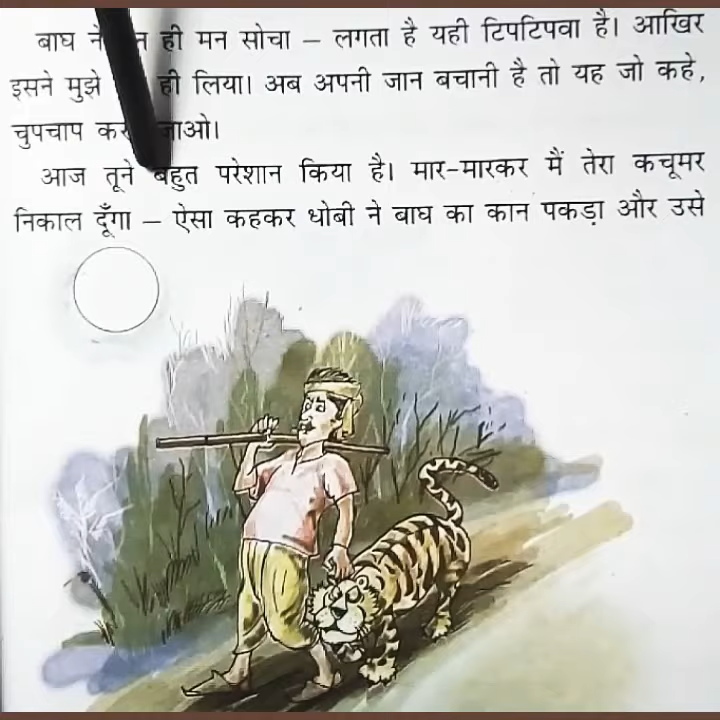 बाघ ने ही मन सोचा – लगता है यही टिपटिपवा है। आखिर
इसने मुझे ही लिया। अब अपनी जान बचानी है तो यह जो कहे,
चुपचाप जाओ।
आज तूने बहुत परेशान किया है। मार-मारकर मैं तेरा कचूमर
निकाल दूँगा – ऐसा कहकर धोबी ने बाघ का कान पकड़ा और उसे